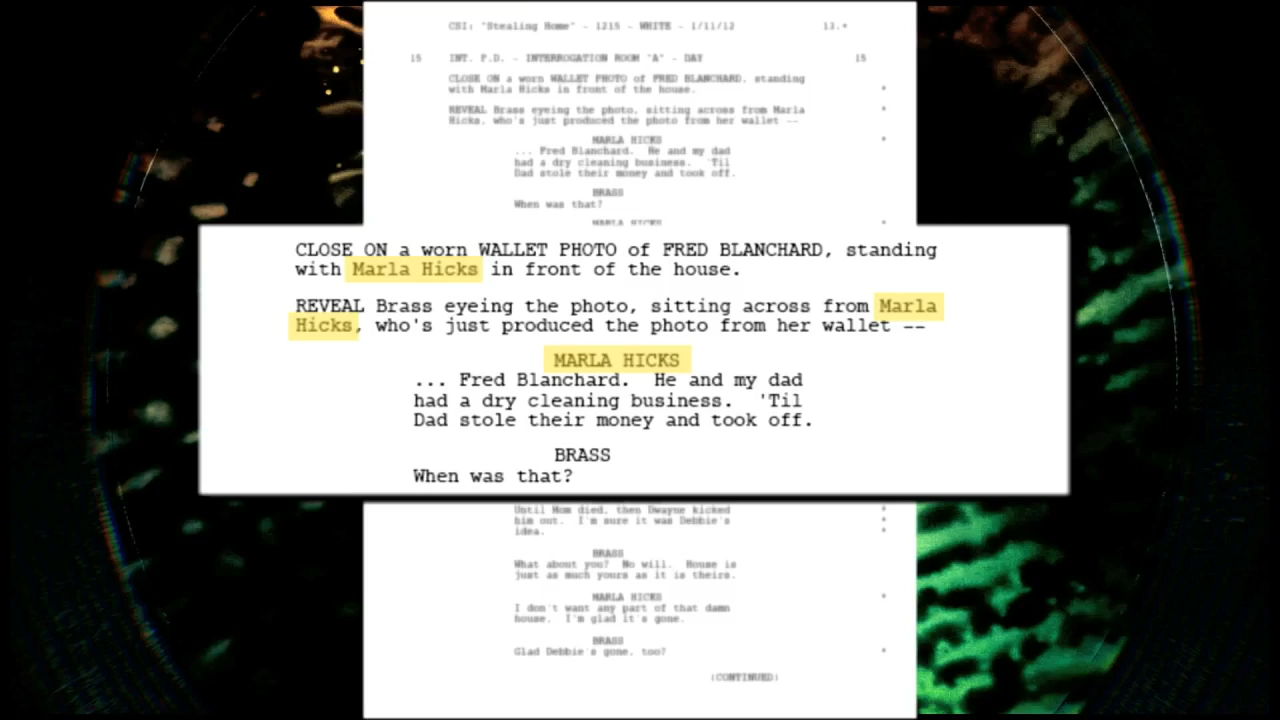 CSI: "Stealing Home" - 1215 - WHITE - 1/11/12 13.*
15 INT. P.D. - INTERROGATION ROOM 'A' - DAY 15
CLOSE ON a worn WALLET PHOTO of FRED BLANCHARD, standing
with Marla Hicks in front of the house. *
REVEAL Brass eyeing the photo, sitting across from Marla *
Hicks, who's just produced the photo from her wallet --
MARLA HICKS *
... Fred Blanchard. He and my dad
had a dry cleaning business. 'Til
Dad stole their money and took off.
BRASS
When was that?
MARLA HICKS *
CLOSE ON a worn WALLET PHOTO of FRED BLANCHARD, standing
with Marla Hicks in front of the house.
REVEAL Brass eyeing the photo, sitting across from Marla
Hicks, who's just produced the photo from her wallet --
MARLA HICKS
... Fred Blanchard. He and my dad
had a dry cleaning business. 'Til
Dad stole their money and took off.
BRASS
When was that?
Until Mom died, then Dwayne kicked *
him out. I'm sure it was Debbie's *
idea. *
BRASS
What about you? No will. House is
just as much yours as it is theirs.
MARLA HICKS *
I don't want any part of that damn
house. I'm glad it's gone.
BRASS
Glad Debbie's gone, too? *
(CONTINUED)